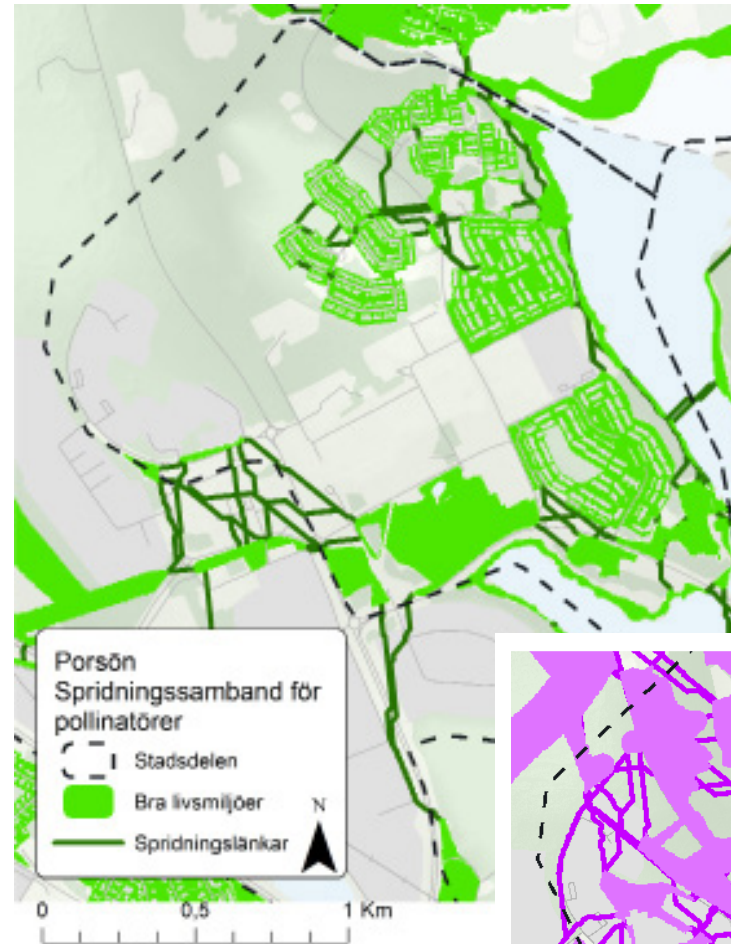 Porsön
Spridningssamband för
pollinatörer
Stadsdelen
Bra livsmiljöer
N
Spridningslänkar
0 0,5 1 Km